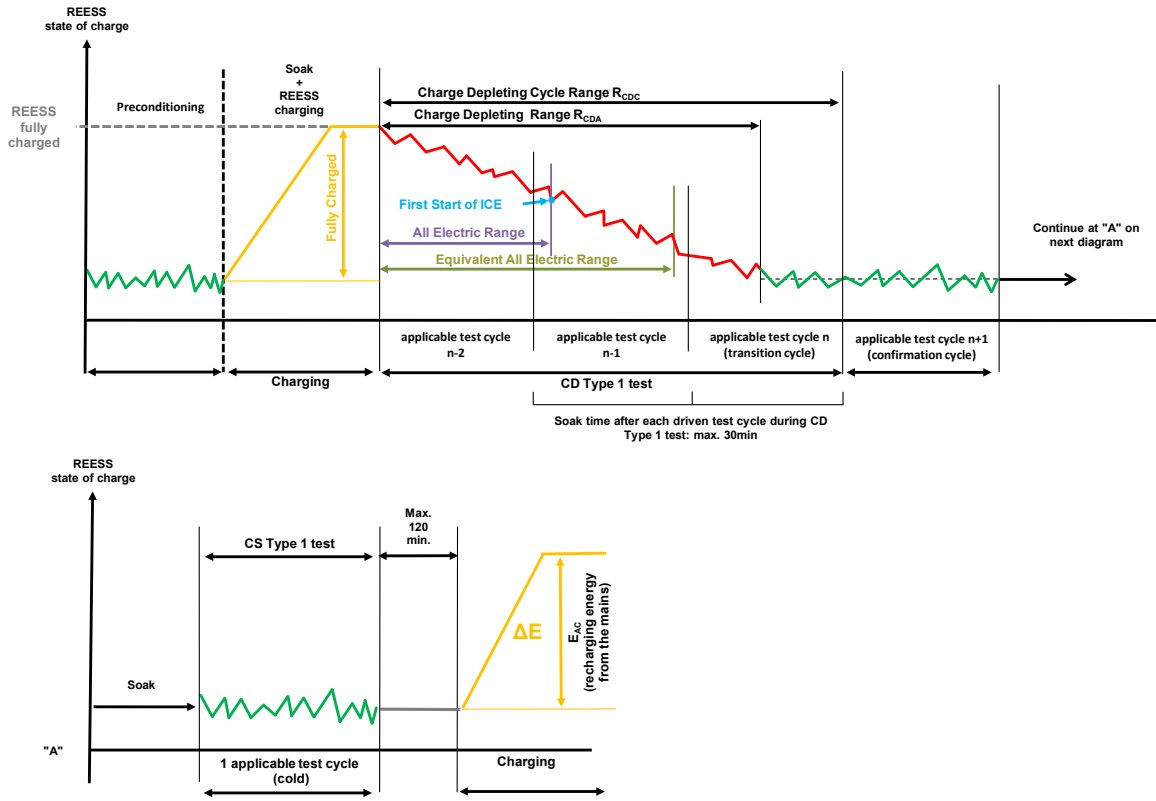 REESS
state of charge
REESS
fully
charged
Preconditioning
Soak
+
REESS
charging
Fully Charged
Charge Depleting Cycle Range RCDC
Charge Depleting Range RCDA
First Start of ICE
All Electric Range
Equivalent All Electric Range
Continue at "A" on
next diagram
applicable test cycle
n-2
applicable test cycle
n-1
applicable test cycle n
(transition cycle)
applicable test cycle n+1
(confirmation cycle)
Charging
CD Type 1 test
Soak time after each driven test cycle during CD
Type 1 test: max. 30min
REESS
state of charge
CS Type 1 test
Max.
120
min.
Soak
ΔE
EAC
(recharging energy
from the mains)
"A"
1 applicable test cycle
(cold)
Charging